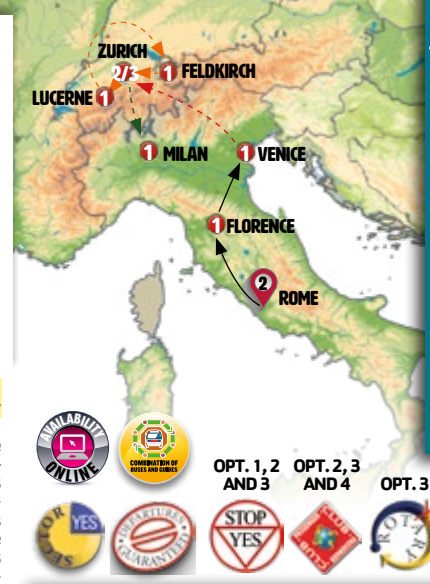 ZURICH
2/3
1 FELDKIRCH
LUCERNE 1
1 MILAN
1 VENICE
1 FLORENCE
2
ROME
AVAILABILITY
ONLINE
COMBINATION OF
BUSES AND GUIDES
OPT. 1, 2
AND 3
OPT. 2, 3
AND 4
OPT. 3
SECTOR
YES
DEPARTURES
GUARANTEED
STOP
YES
CLUB
ROTARY